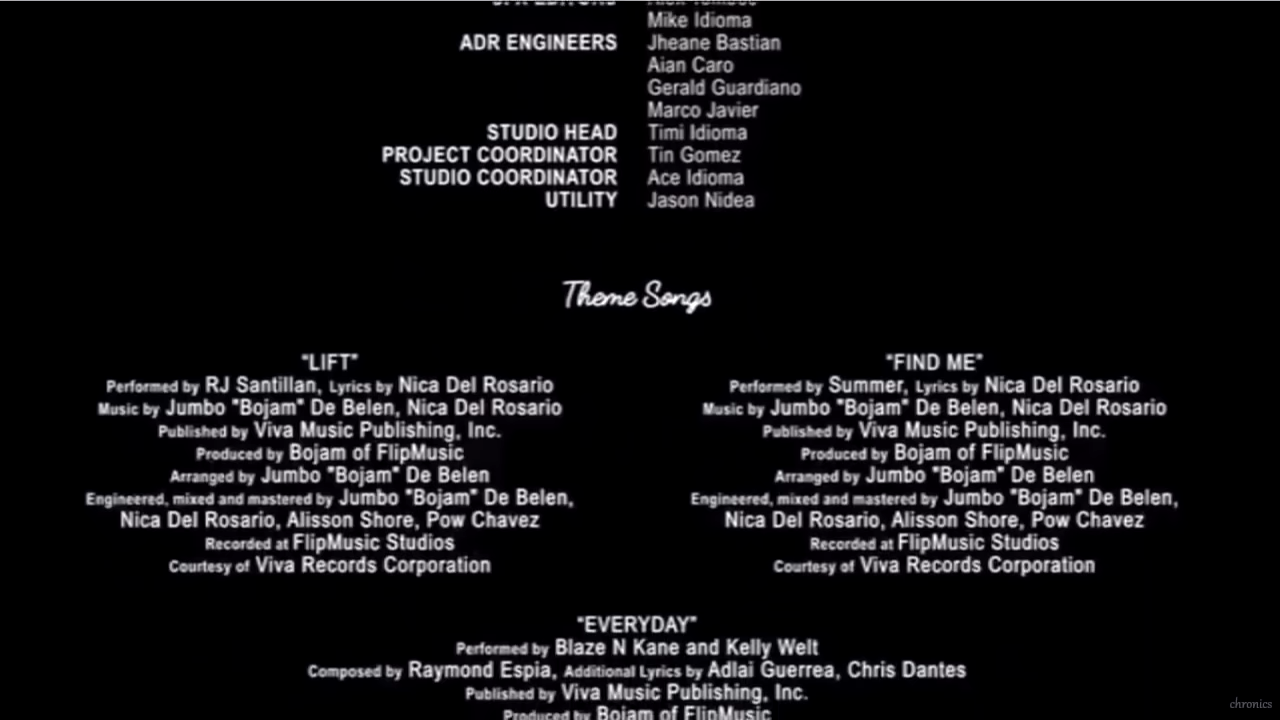 Mike Idioma
ADR ENGINEERS Jheane Bastian
Aian Caro
Gerald Guardiano
Marco Javier
STUDIO HEAD Timi Idioma
PROJECT COORDINATOR Tin Gomez
STUDIO COORDINATOR Ace Idioma
UTILITY Jason Nidea
Theme Songs
"LIFT"
Performed by RJ Santillan, Lyrics by Nica Del Rosario
Music by Jumbo "Bojam" De Belen, Nica Del Rosario
Published by Viva Music Publishing, Inc.
Produced by Bojam of FlipMusic
Arranged by Jumbo "Bojam" De Belen
Engineered, mixed and mastered by Jumbo "Bojam" De Belen,
Nica Del Rosario, Alisson Shore, Pow Chavez
Recorded at FlipMusic Studios
Courtesy of Viva Records Corporation
"FIND ME"
Performed by Summer, Lyrics by Nica Del Rosario
Music by Jumbo "Bojam" De Belen, Nica Del Rosario
Published by Viva Music Publishing, Inc.
Produced by Bojam of FlipMusic
Arranged by Jumbo "Bojam" De Belen
Engineered, mixed and mastered by Jumbo "Bojam" De Belen,
Nica Del Rosario, Alisson Shore, Pow Chavez
Recorded at FlipMusic Studios
Courtesy of Viva Records Corporation
"EVERYDAY"
Performed by Blaze N Kane and Kelly Welt
Composed by Raymond Espia, Additional Lyrics by Adlai Guerrea, Chris Dantes
Published by Viva Music Publishing, Inc.
Produced by Bojam of FlipMusic
chronics